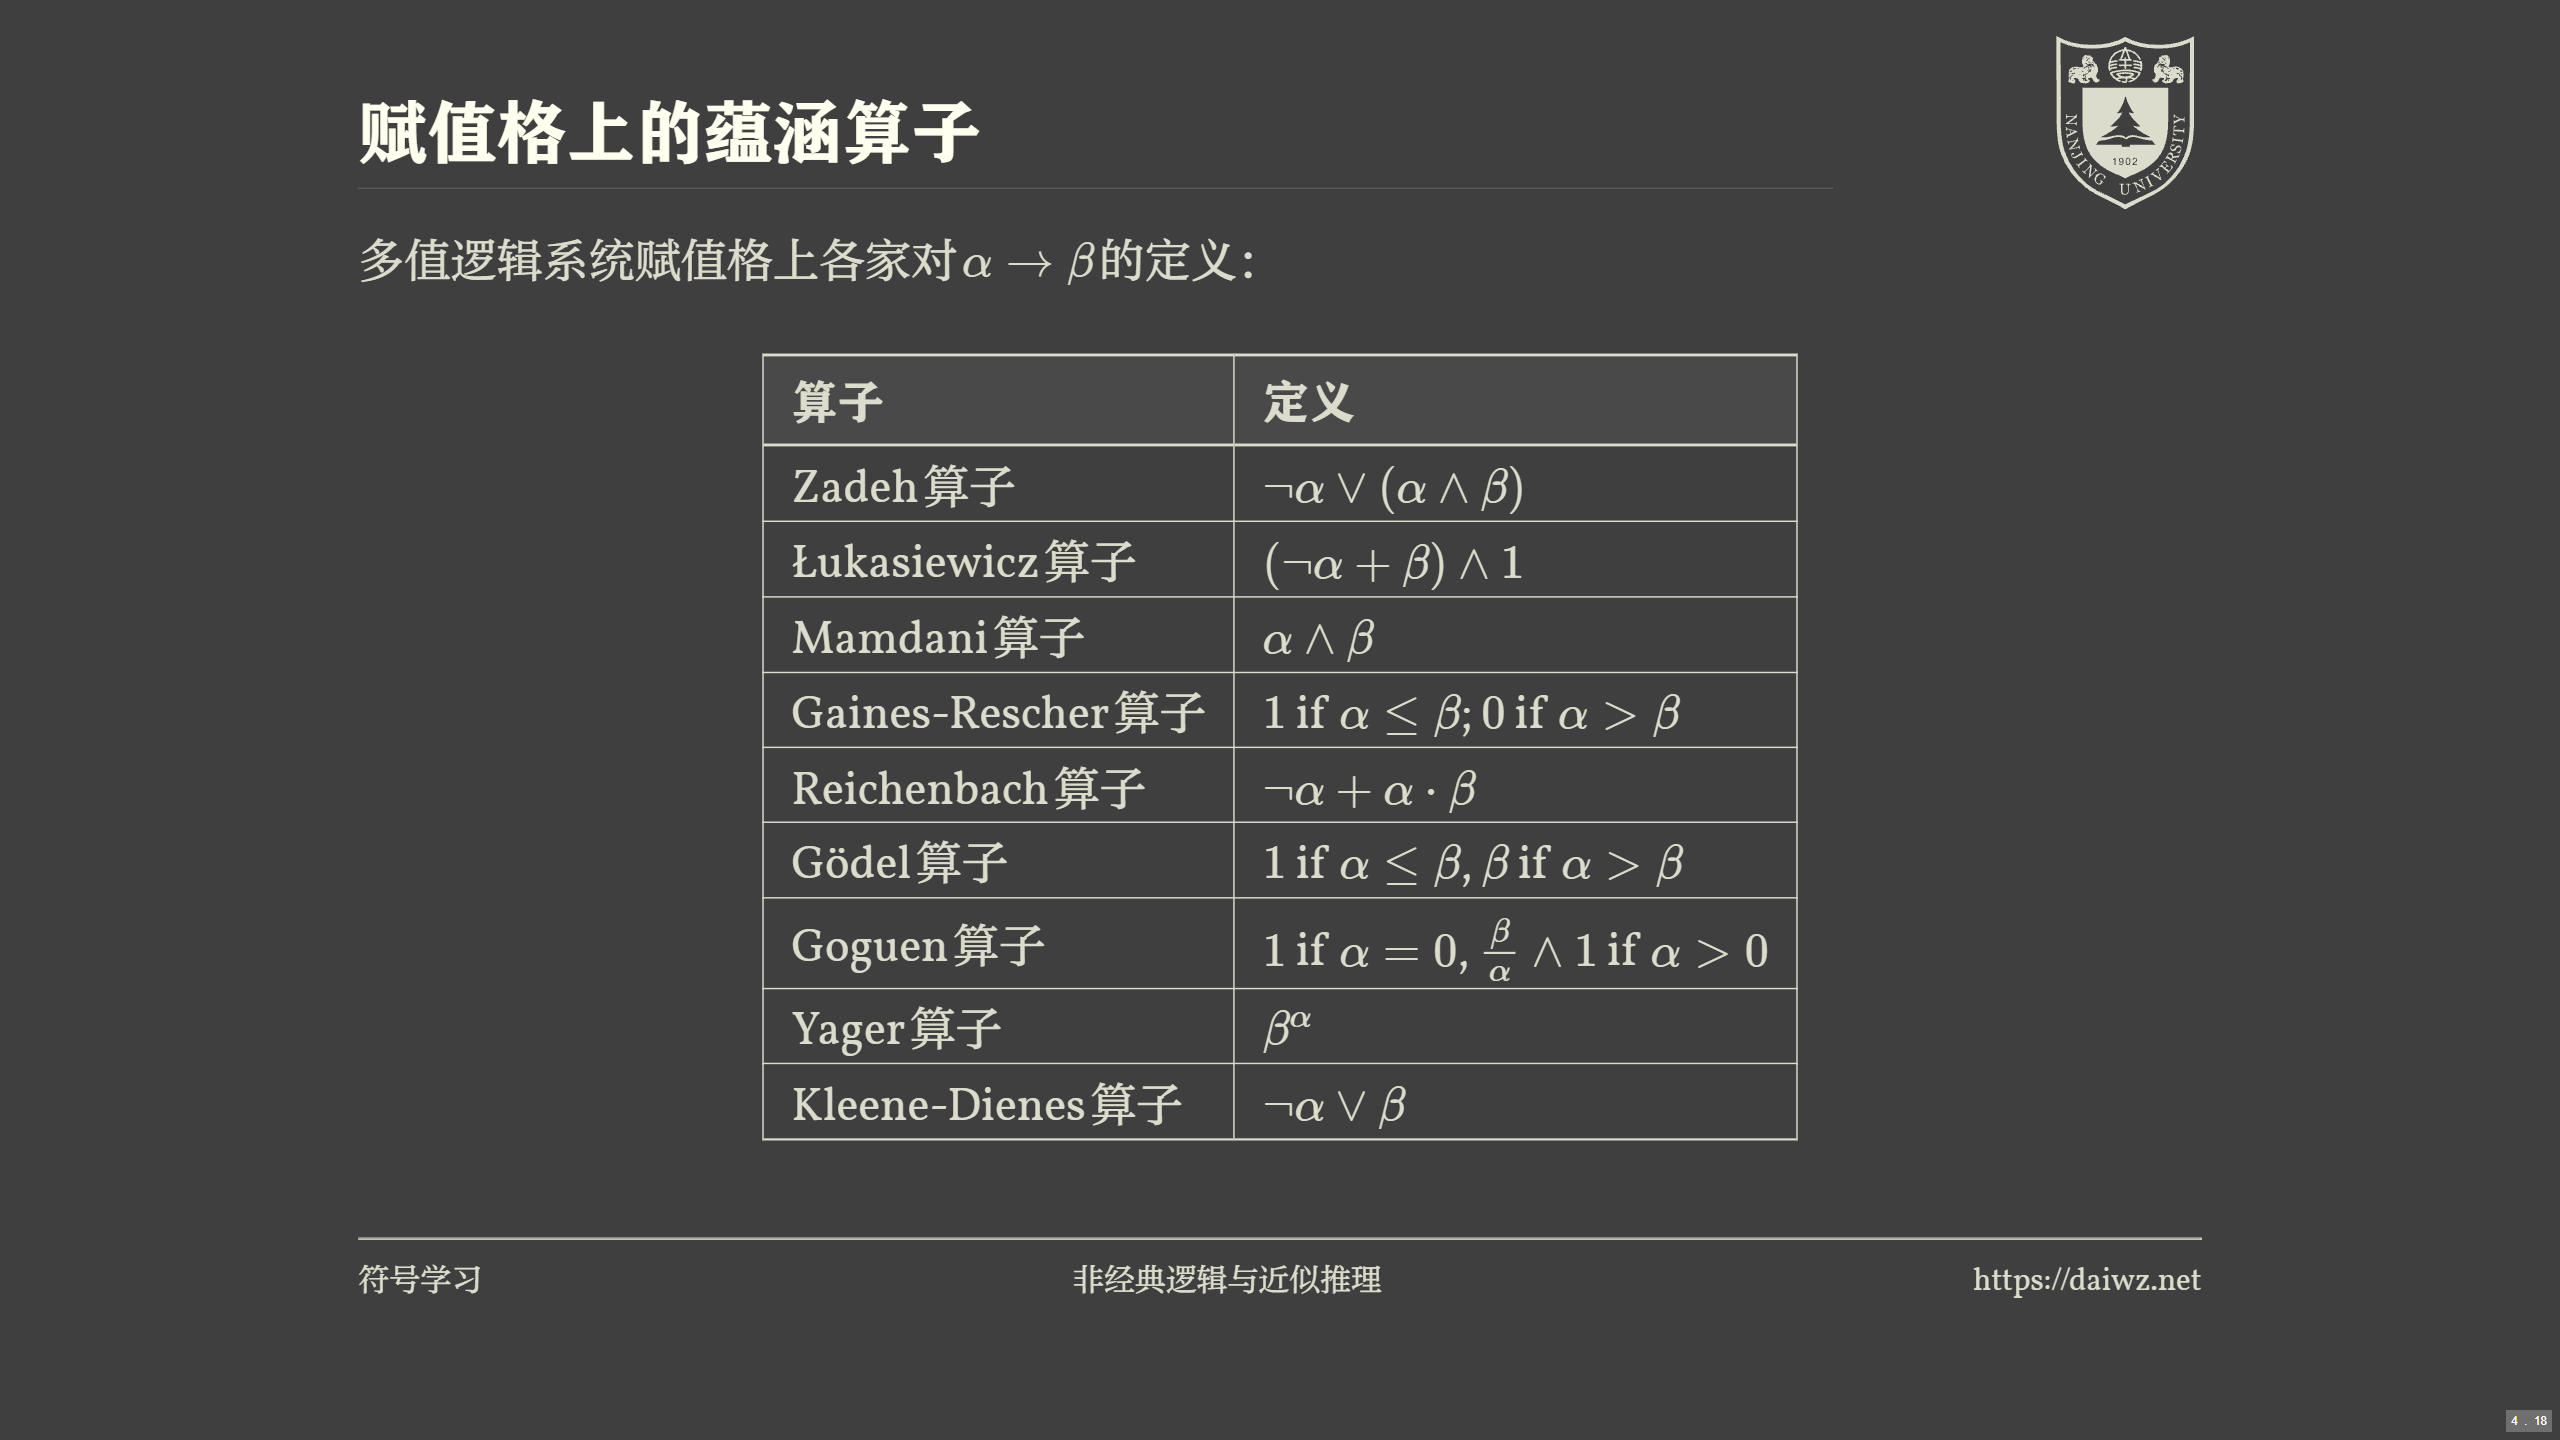 赋值格上的蕴涵算子
NANJING UNIVERSITY
1902
多值逻辑系统赋值格上各家对α → β的定义：
算子 定义
Zadeh算子 ¬α ∨ (α ∧ β)
Łukasiewicz算子 (¬α + β) ∧ 1
Mamdani算子 α ∧ β
Gaines-Rescher算子 1 if α ≤ β; 0 if α > β
Reichenbach算子 ¬α + α · β
Gödel算子 1 if α ≤ β, β if α > β
Goguen算子 1 if α = 0, β/α ∧ 1 if α > 0
Yager算子 β^α
Kleene-Dienes算子 ¬α ∨ β
符号学习 非经典逻辑与近似推理 https://daiwz.net
4 . 18